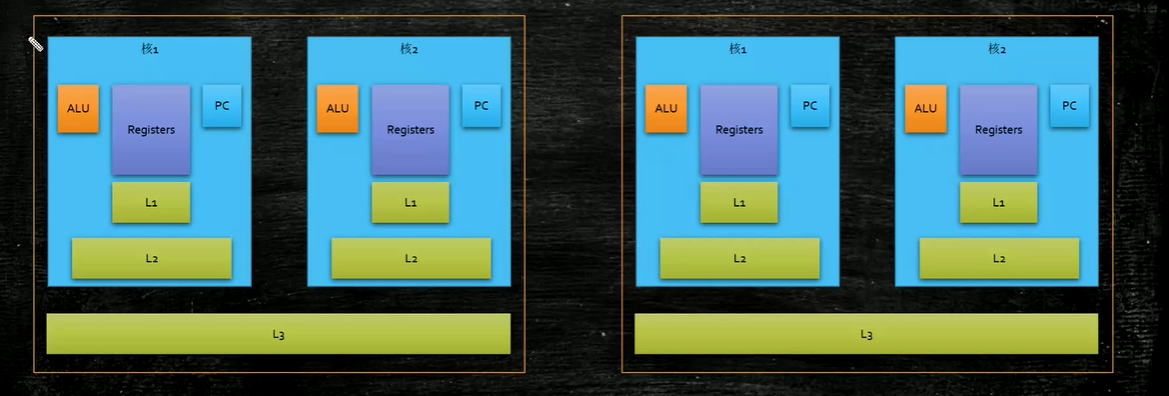 核1
ALU
Registers
PC
L1
L2
核2
ALU
Registers
PC
L1
L2
L3
核1
ALU
Registers
PC
L1
L2
核2
ALU
Registers
PC
L1
L2
L3